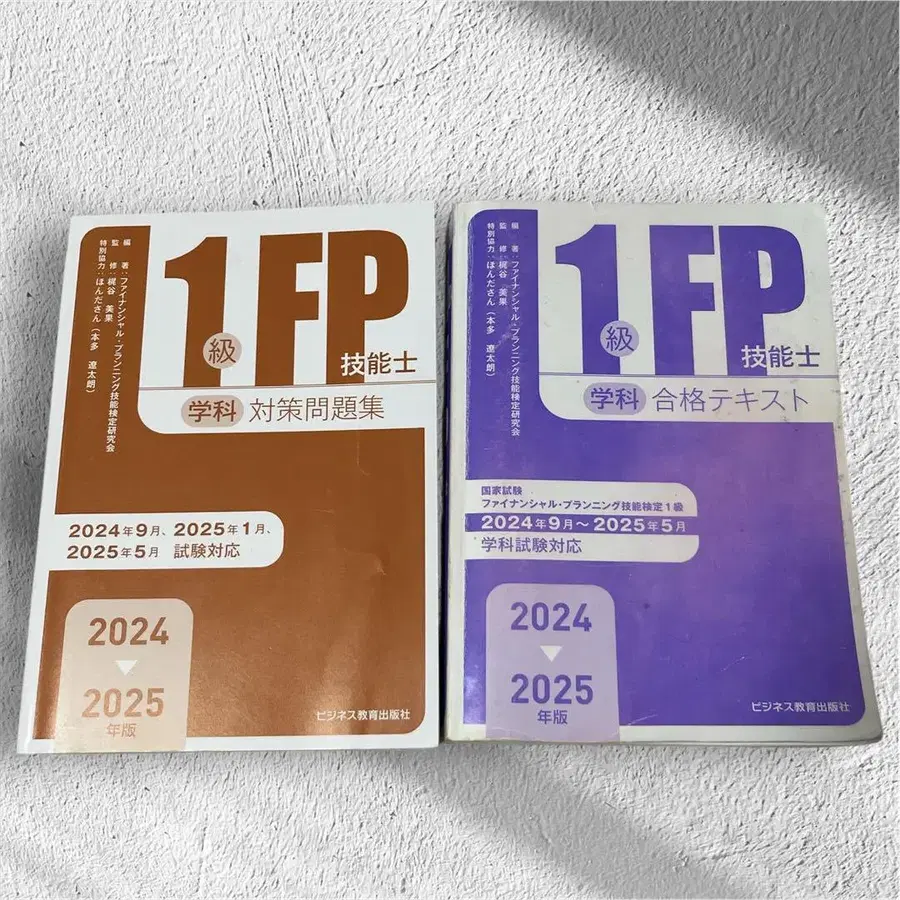 1級FP
技能士
学科 対策問題集
編 著：ファイナンシャル・プランニング技能検定研究会
監 修：梶谷 美果
特別協力：ほんださん（本多 遼太朗）
2024年9月、2025年1月、
2025年5月 試験対応
2024
2025
年版
ビジネス教育出版社
1級FP
技能士
学科 合格テキスト
編 著：ファイナンシャル・プランニング技能検定研究会
監 修：梶谷 美果
特別協力：ほんださん（本多 遼太朗）
国家試験
ファイナンシャル・プランニング技能検定1級
2024年9月～2025年5月
学科試験対応
2024
2025
年版
ビジネス教育出版社